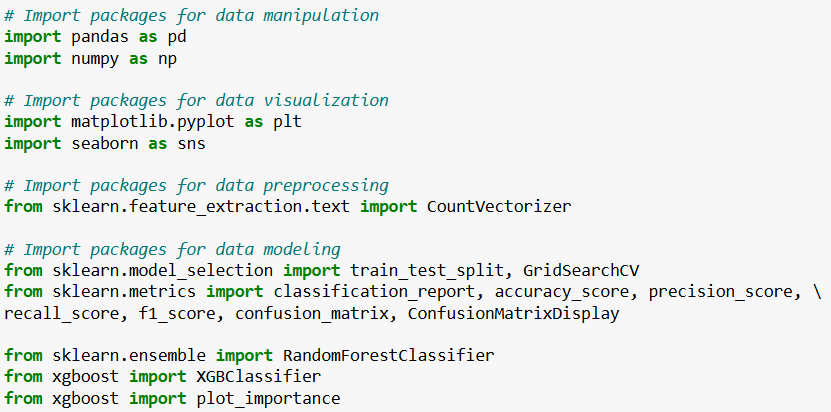 # Import packages for data manipulation
import pandas as pd
import numpy as np
# Import packages for data visualization
import matplotlib.pyplot as plt
import seaborn as sns
# Import packages for data preprocessing
from sklearn.feature_extraction.text import CountVectorizer
# Import packages for data modeling
from sklearn.model_selection import train_test_split, GridSearchCV
from sklearn.metrics import classification_report, accuracy_score, precision_score, \
recall_score, f1_score, confusion_matrix, ConfusionMatrixDisplay
from sklearn.ensemble import RandomForestClassifier
from xgboost import XGBClassifier
from xgboost import plot_importance